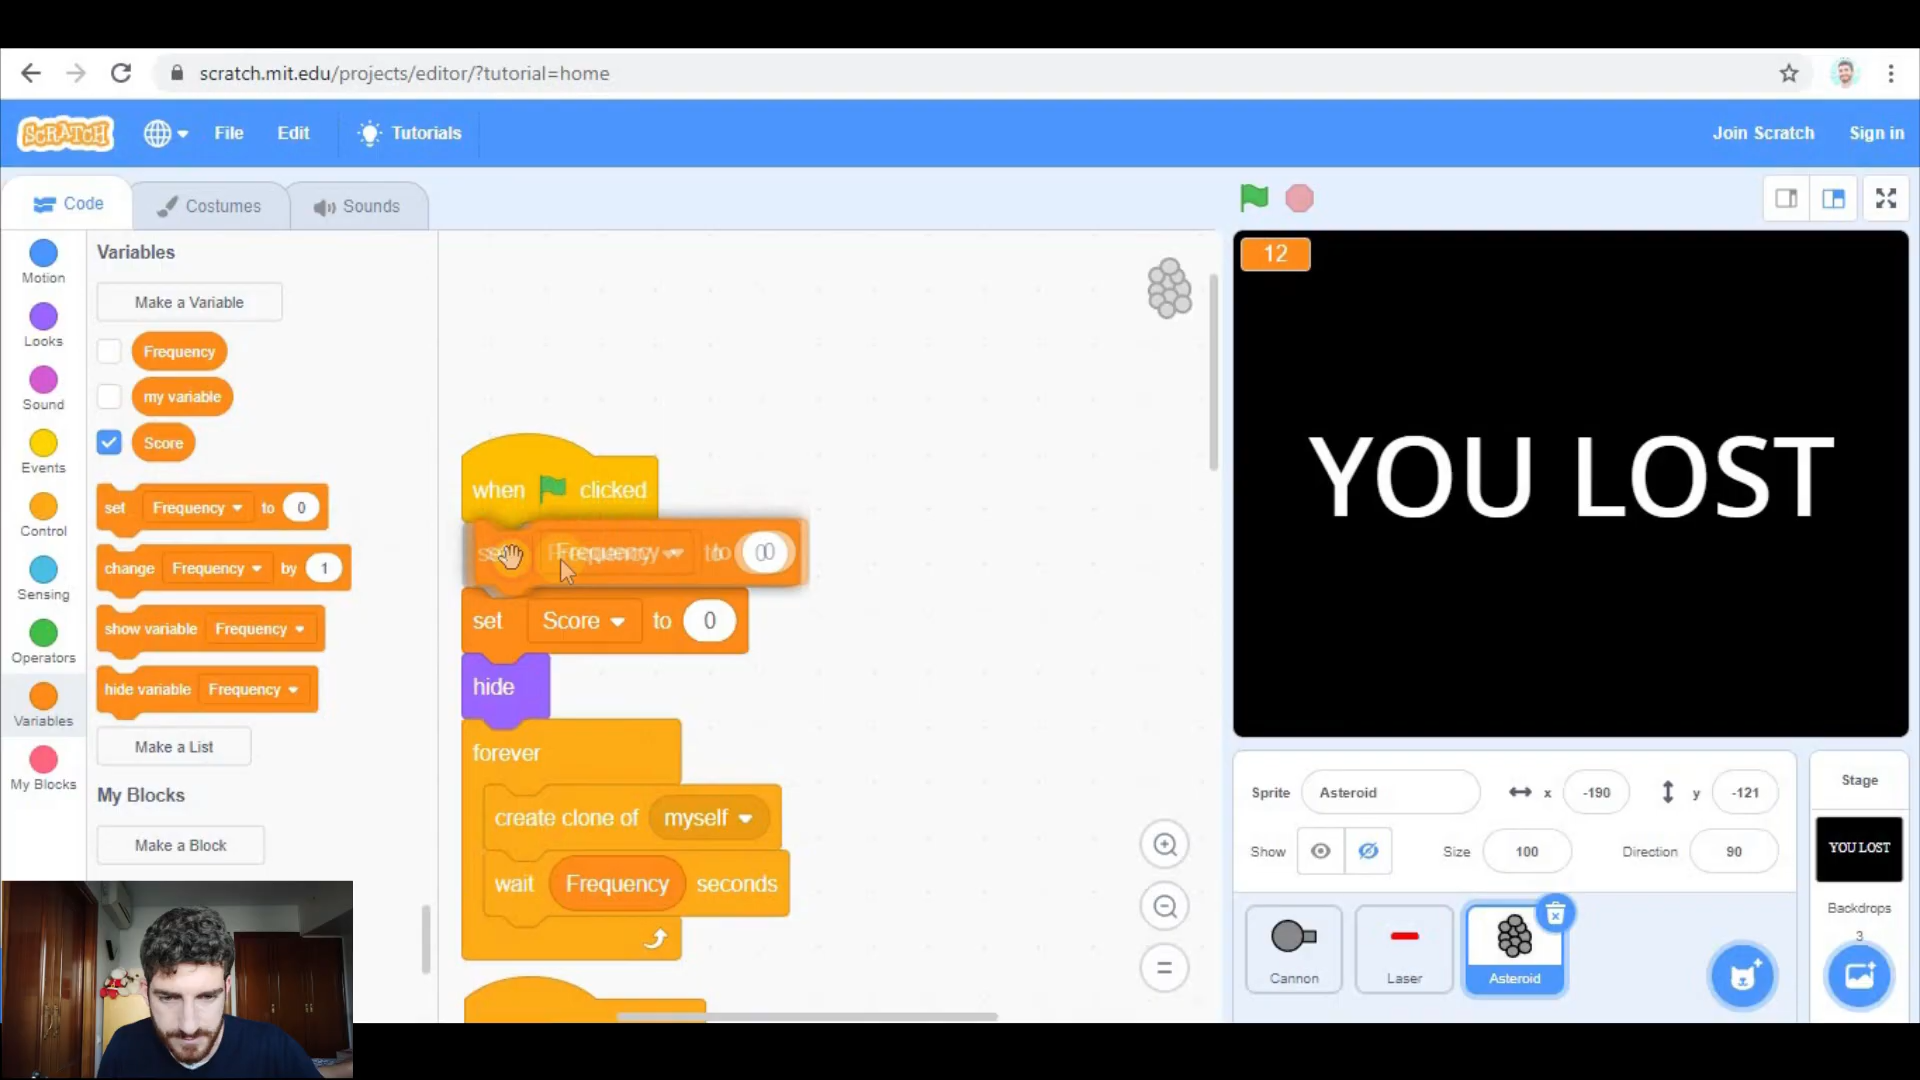 scratch.mit.edu/projects/editor/?tutorial=home
SCRATCH
File
Edit
Tutorials
Join Scratch
Sign in
Code
Costumes
Sounds
Motion
Looks
Sound
Events
Control
Sensing
Operators
Variables
My Blocks
Variables
Make a Variable
Frequency
my variable
Score
set Frequency to 0
change Frequency by 1
show variable Frequency
hide variable Frequency
Make a List
My Blocks
Make a Block
when clicked
set Frequency to 0
set Score to 0
hide
forever
create clone of myself
wait Frequency seconds
12
YOU LOST
Sprite Asteroid x -190 y -121
Show Size 100 Direction 90
Cannon
Laser
Asteroid
Stage
YOU LOST
Backdrops
3